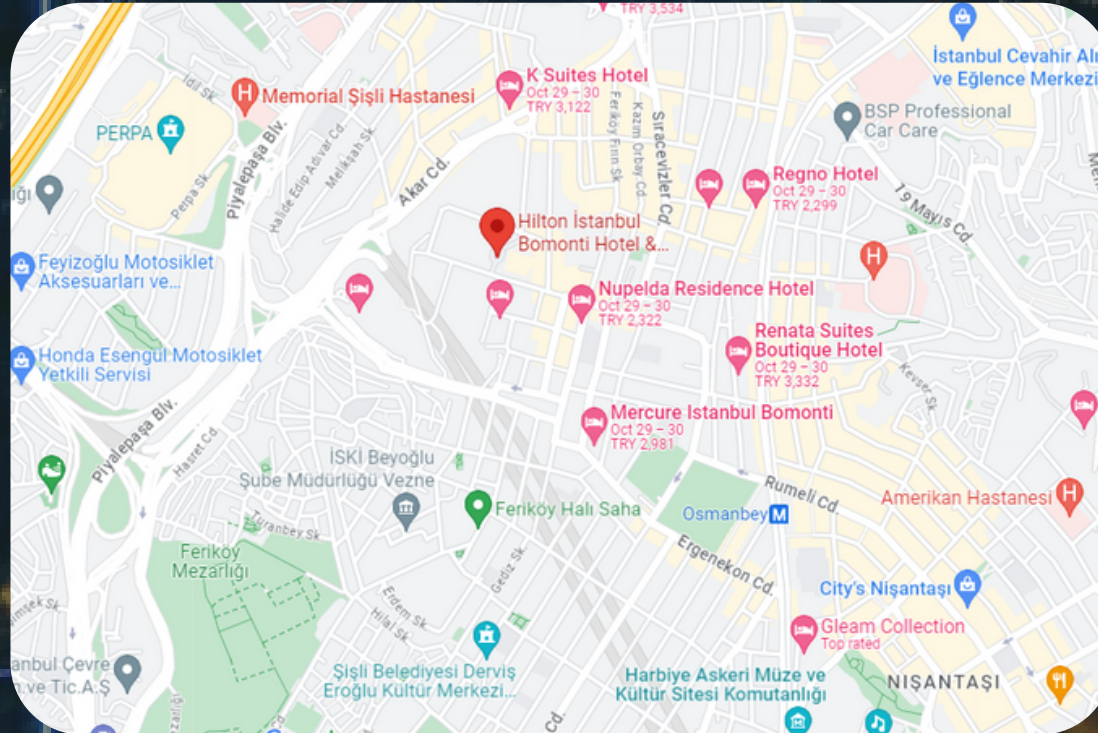 TRY 3,534
İstanbul Cevahir Alı
ve Eğlence Merkezi
K Suites Hotel
Oct 29 – 30
TRY 3,122
İdil Sk.
H Memorial Şişli Hastanesi
PERPA
BSP Professional
Car Care
Perpa Sk.
Piyalepaşa Blv.
Halide Edip Adıvar Cd.
Melikşah Sk.
Akar Cd.
Feriköy Fırın Sk
Kazım Orbay Cd.
Sıracevizler Cd.
Regno Hotel
Oct 29 – 30
TRY 2,299
19 Mayıs Cd.
Hilton İstanbul
Bomonti Hotel &...
H
Feyizoğlu Motosiklet
Aksesuarları ve...
Nupelda Residence Hotel
Oct 29 – 30
TRY 2,322
Renata Suites
Boutique Hotel
Oct 29 – 30
TRY 3,332
Honda Esengül Motosiklet
Yetkili Servisi
Kevser Sk.
Mercure Istanbul Bomonti
Oct 29 – 30
TRY 2,981
Piyalepaşa Blv.
Hasret Cd.
İSKİ Beyoğlu
Şube Müdürlüğü Vezne
Rumeli Cd.
Amerikan Hastanesi H
Feriköy Halı Saha
Osmanbey M
Turanbey Sk.
Feriköy
Mezarlığı
Ergenekon Cd.
Gediz Sk.
City's Nişantaşı
Erdem Sk.
Hilal Sk.
Gleam Collection
Top rated
anbul Çevre
n.ve Tic.A.Ş
Şişli Belediyesi Derviş
Eroğlu Kültür Merkezi...
Harbiye Askeri Müze ve
Kültür Sitesi Komutanlığı
NIŞANTAŞI
Cd.